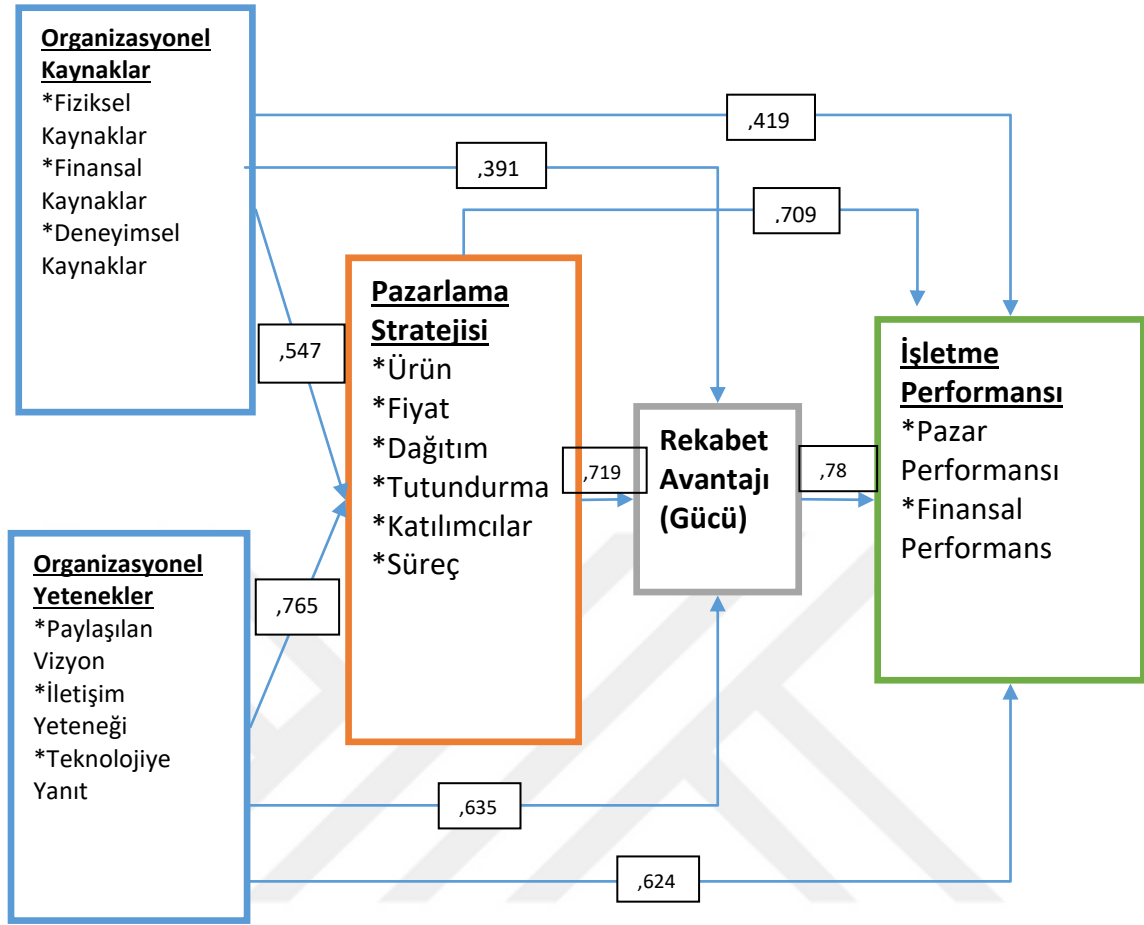 Organizasyonel
Kaynaklar
*Fiziksel
Kaynaklar
*Finansal
Kaynaklar
*Deneyimsel
Kaynaklar
,419
,391
,709
,547
Pazarlama
Stratejisi
*Ürün
*Fiyat
*Dağıtım
*Tutundurma
*Katılımcılar
*Süreç
,719
Rekabet
Avantajı
(Gücü)
,78
İşletme
Performansı
*Pazar
Performansı
*Finansal
Performans
Organizasyonel
Yetenekler
*Paylaşılan
Vizyon
*İletişim
Yeteneği
*Teknolojiye
Yanıt
,765
,635
,624